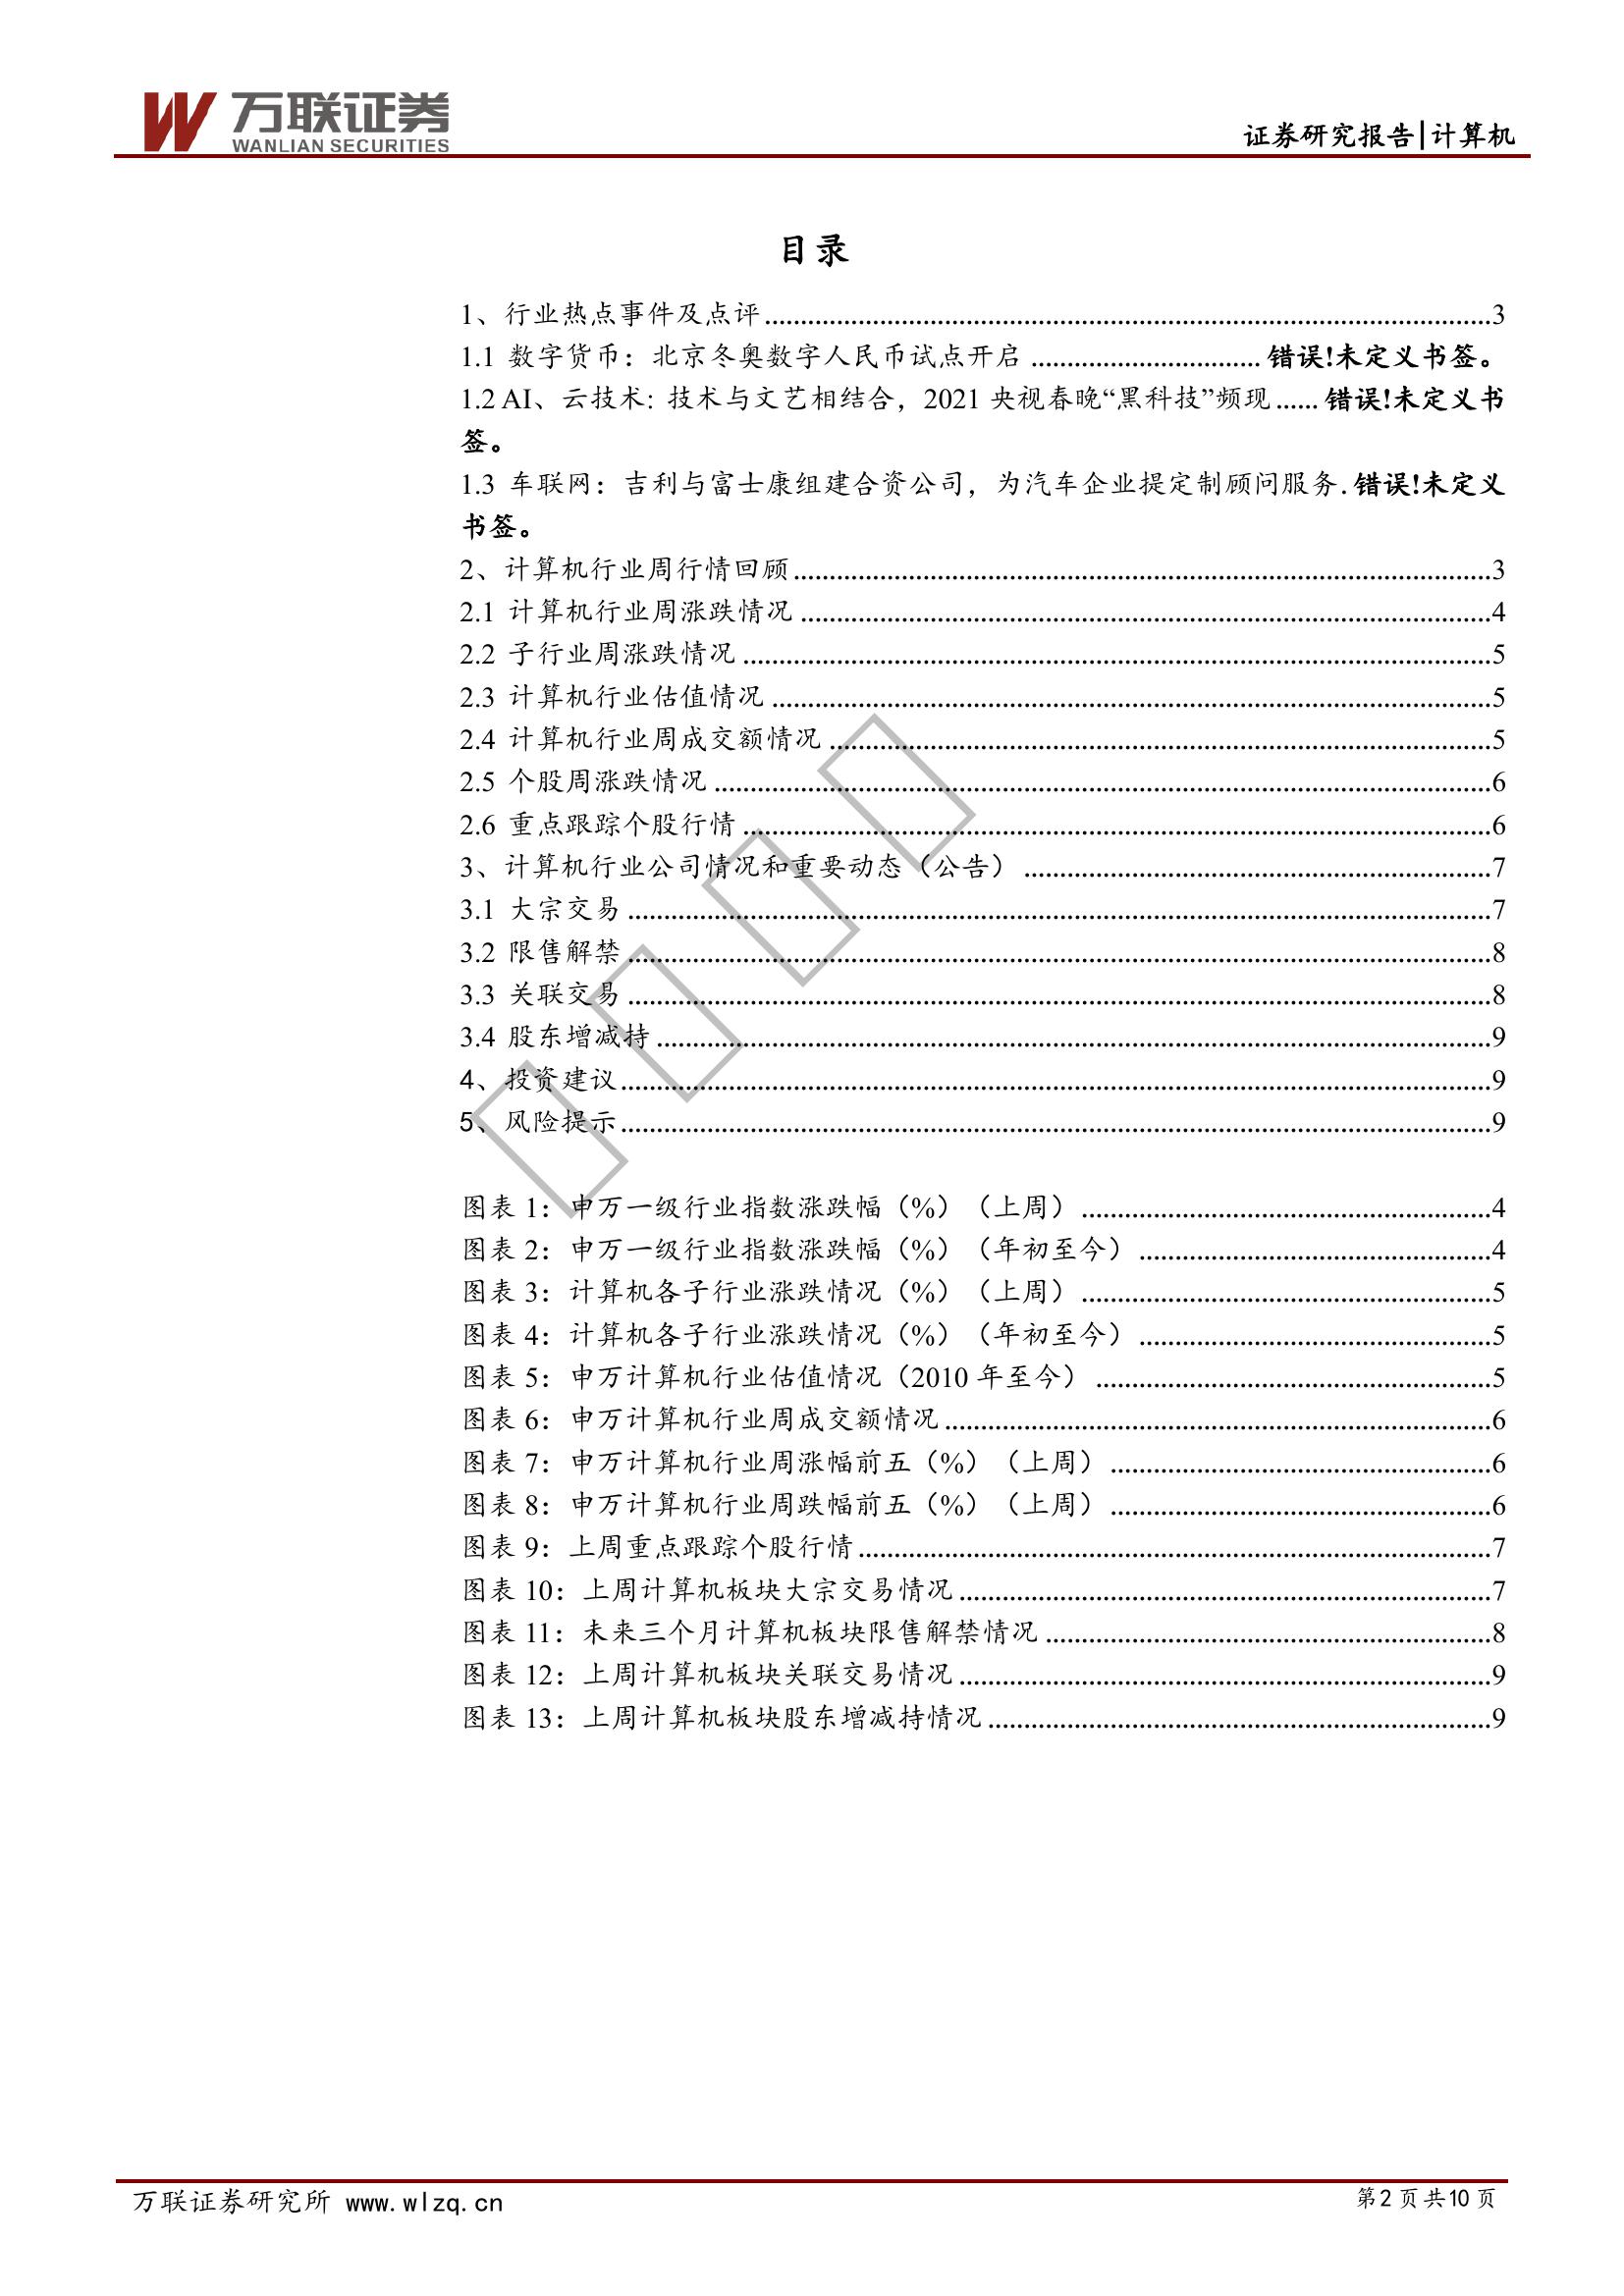 万联证券
WANLIAN SECURITIES
证券研究报告|计算机
目录
1、行业热点事件及点评..........3
1.1 数字货币：北京冬奥数字人民币试点开启..........错误!未定义书签。
1.2 AI、云技术: 技术与文艺相结合，2021 央视春晚“黑科技”频现......错误!未定义书
签。
1.3 车联网：吉利与富士康组建合资公司，为汽车企业提定制顾问服务.错误!未定义
书签。
2、计算机行业周行情回顾..........3
2.1 计算机行业周涨跌情况..........4
2.2 子行业周涨跌情况..........5
2.3 计算机行业估值情况..........5
2.4 计算机行业周成交额情况..........5
2.5 个股周涨跌情况..........6
2.6 重点跟踪个股行情..........6
3、计算机行业公司情况和重要动态（公告）..........7
3.1 大宗交易..........7
3.2 限售解禁..........8
3.3 关联交易..........8
3.4 股东增减持..........9
4、投资建议..........9
5、风险提示..........9
图表 1：申万一级行业指数涨跌幅（%）（上周）..........4
图表 2：申万一级行业指数涨跌幅（%）（年初至今）..........4
图表 3：计算机各子行业涨跌情况（%）（上周）..........5
图表 4：计算机各子行业涨跌情况（%）（年初至今）..........5
图表 5：申万计算机行业估值情况（2010 年至今）..........5
图表 6：申万计算机行业周成交额情况..........6
图表 7：申万计算机行业周涨幅前五（%）（上周）..........6
图表 8：申万计算机行业周跌幅前五（%）（上周）..........6
图表 9：上周重点跟踪个股行情..........7
图表 10：上周计算机板块大宗交易情况..........7
图表 11：未来三个月计算机板块限售解禁情况..........8
图表 12：上周计算机板块关联交易情况..........9
图表 13：上周计算机板块股东增减持情况..........9
万联证券研究所 www.wlzq.cn
第2 页 共10 页